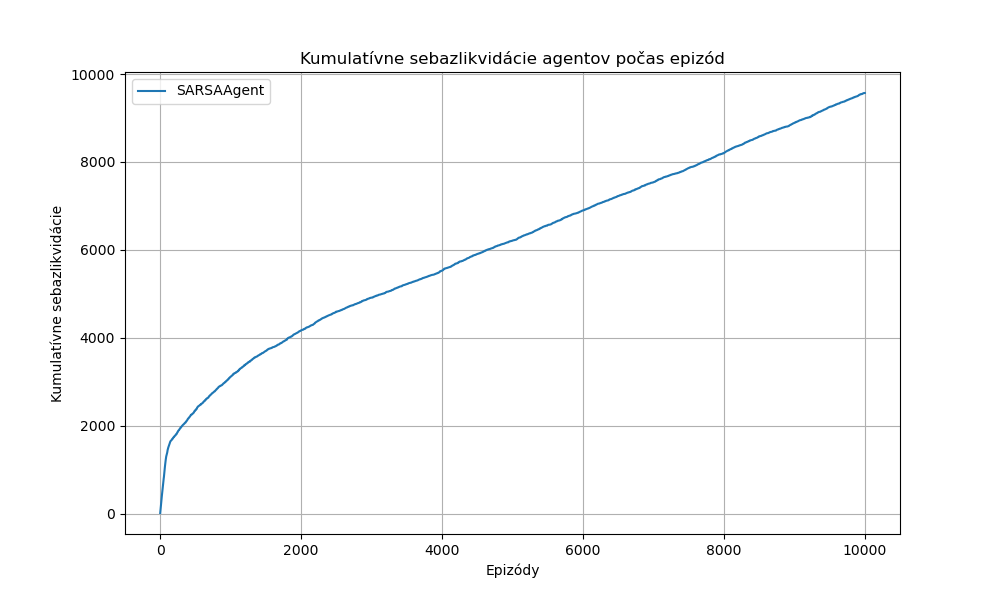 Kumulatívne sebazlikvidácie agentov počas epizód
SARSAAgent
10000
8000
6000
4000
2000
0
Kumulatívne sebazlikvidácie
0 2000 4000 6000 8000 10000
Epizódy